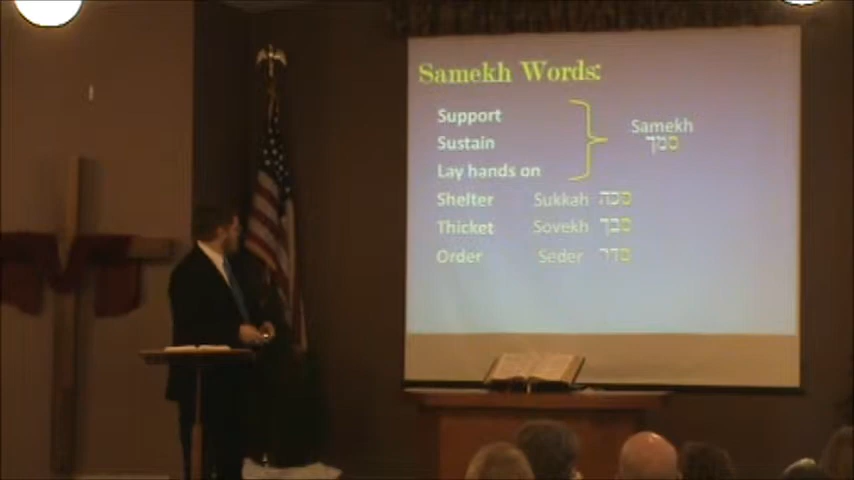 Samekh Words:
Support
Sustain
Lay hands on
Samekh
סמך
Shelter Sukkah סכה
Thicket Sovekh סבך
Order Seder סדר